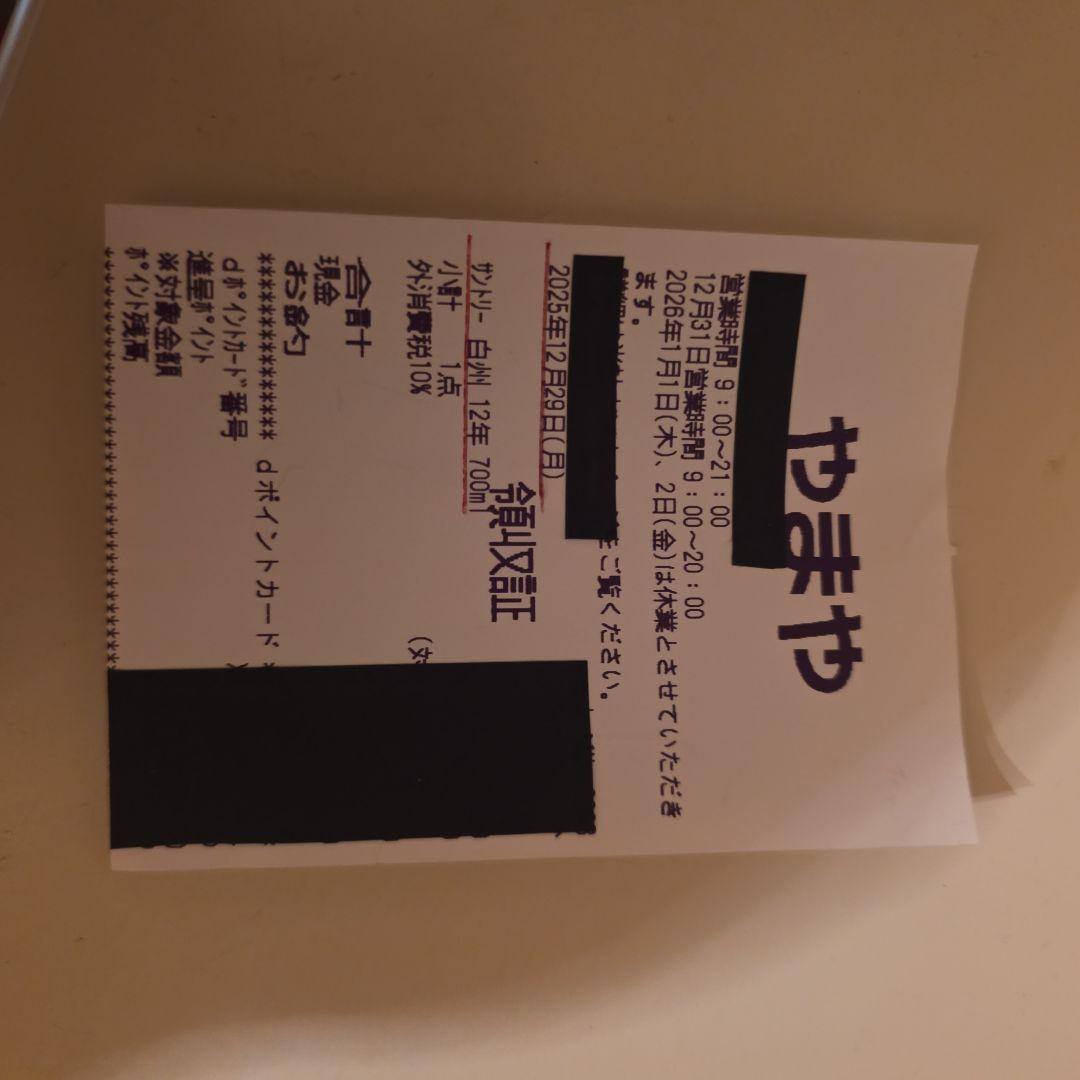 やまや
営業時間 9:00~21:00
12月31日営業時間 9:00~20:00
2026年1月1日(木)、2日(金)は休業とさせていただき
ます。
をご覧ください。
2025年12月29日(月)
領収証
サントリー 白州 12年 700ml
小計 1点
外消費税10% (対
合計
現金
お釣
************* dポイントカード *
dポイントカード番号
進呈ポイント
※対象金額
ポイント残高